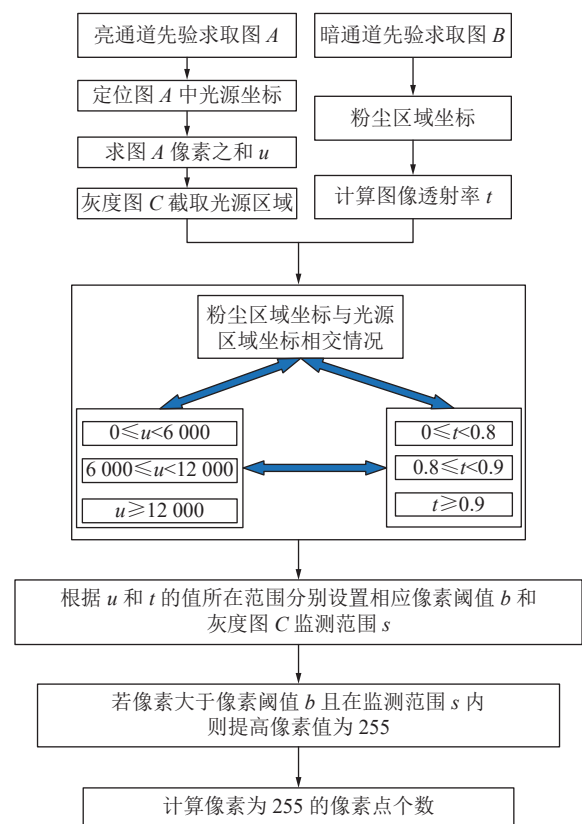 亮通道先验求取图 A
定位图 A 中光源坐标
求图 A 像素之和 u
灰度图 C 截取光源区域
暗通道先验求取图 B
粉尘区域坐标
计算图像透射率 t
粉尘区域坐标与光源
区域坐标相交情况
0≤u<6 000
6 000≤u<12 000
u≥12 000
0≤t<0.8
0.8≤t<0.9
t≥0.9
根据 u 和 t 的值所在范围分别设置相应像素阈值 b 和
灰度图 C 监测范围 s
若像素大于像素阈值 b 且在监测范围 s 内
则提高像素值为 255
计算像素为 255 的像素点个数